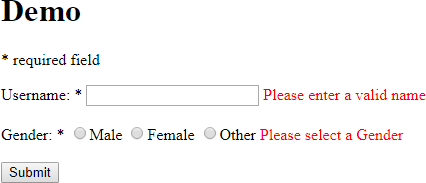 Demo
* required field
Username: * Please enter a valid name
Gender: * Male Female Other Please select a Gender
Submit